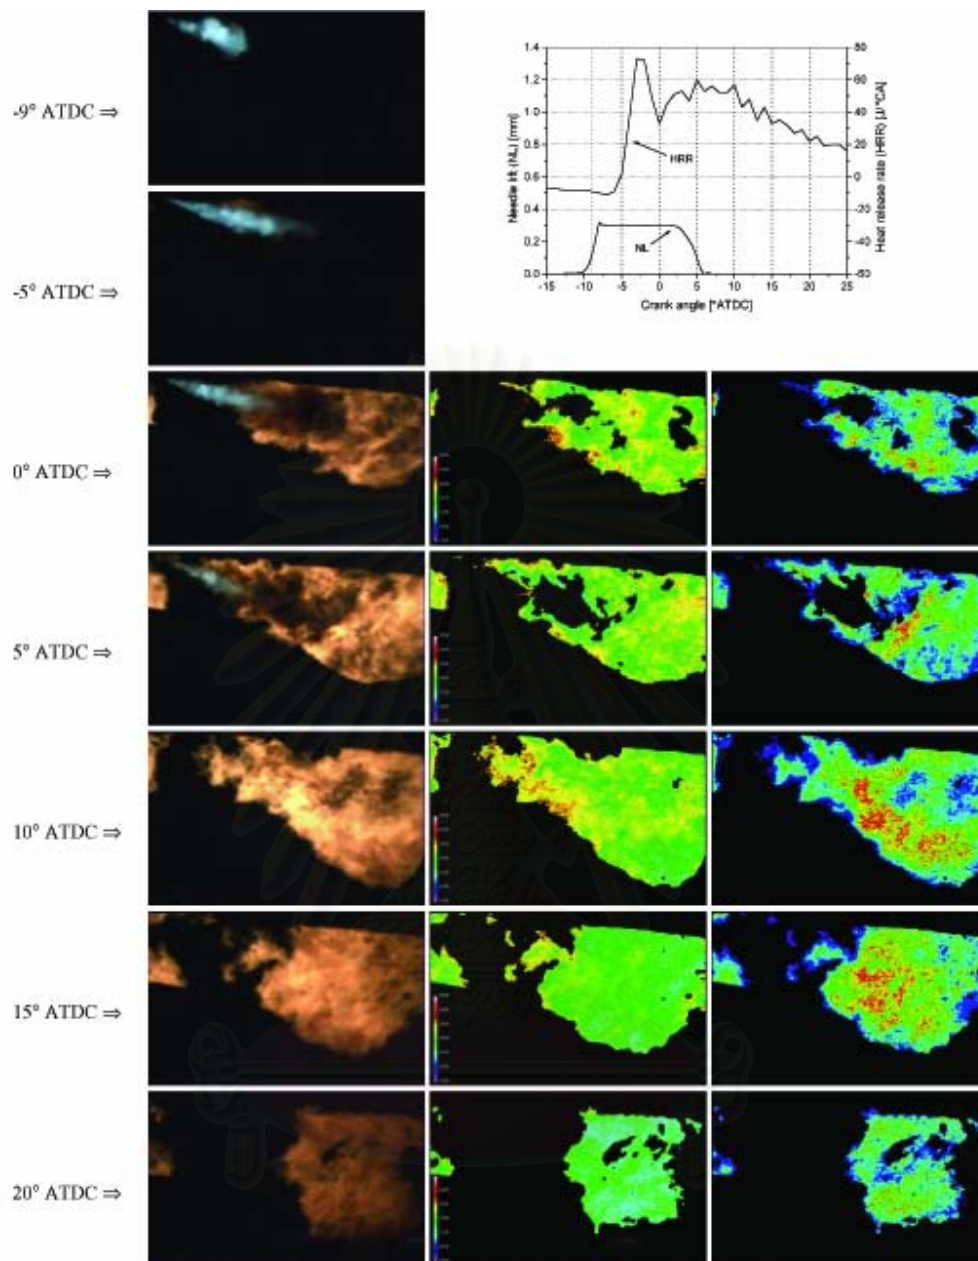 -9° ATDC ⇒
-5° ATDC ⇒
0° ATDC ⇒
5° ATDC ⇒
10° ATDC ⇒
15° ATDC ⇒
20° ATDC ⇒
Needle lift (NL) [mm]
1.4
1.2
1.0
0.8
0.6
0.4
0.2
0.0
HRR
NL
80
60
40
20
0
-20
-40
-60
Heat release rate (HRR) [J/°CA]
-15 -10 -5 0 5 10 15 20 25
Crank angle [°ATDC]